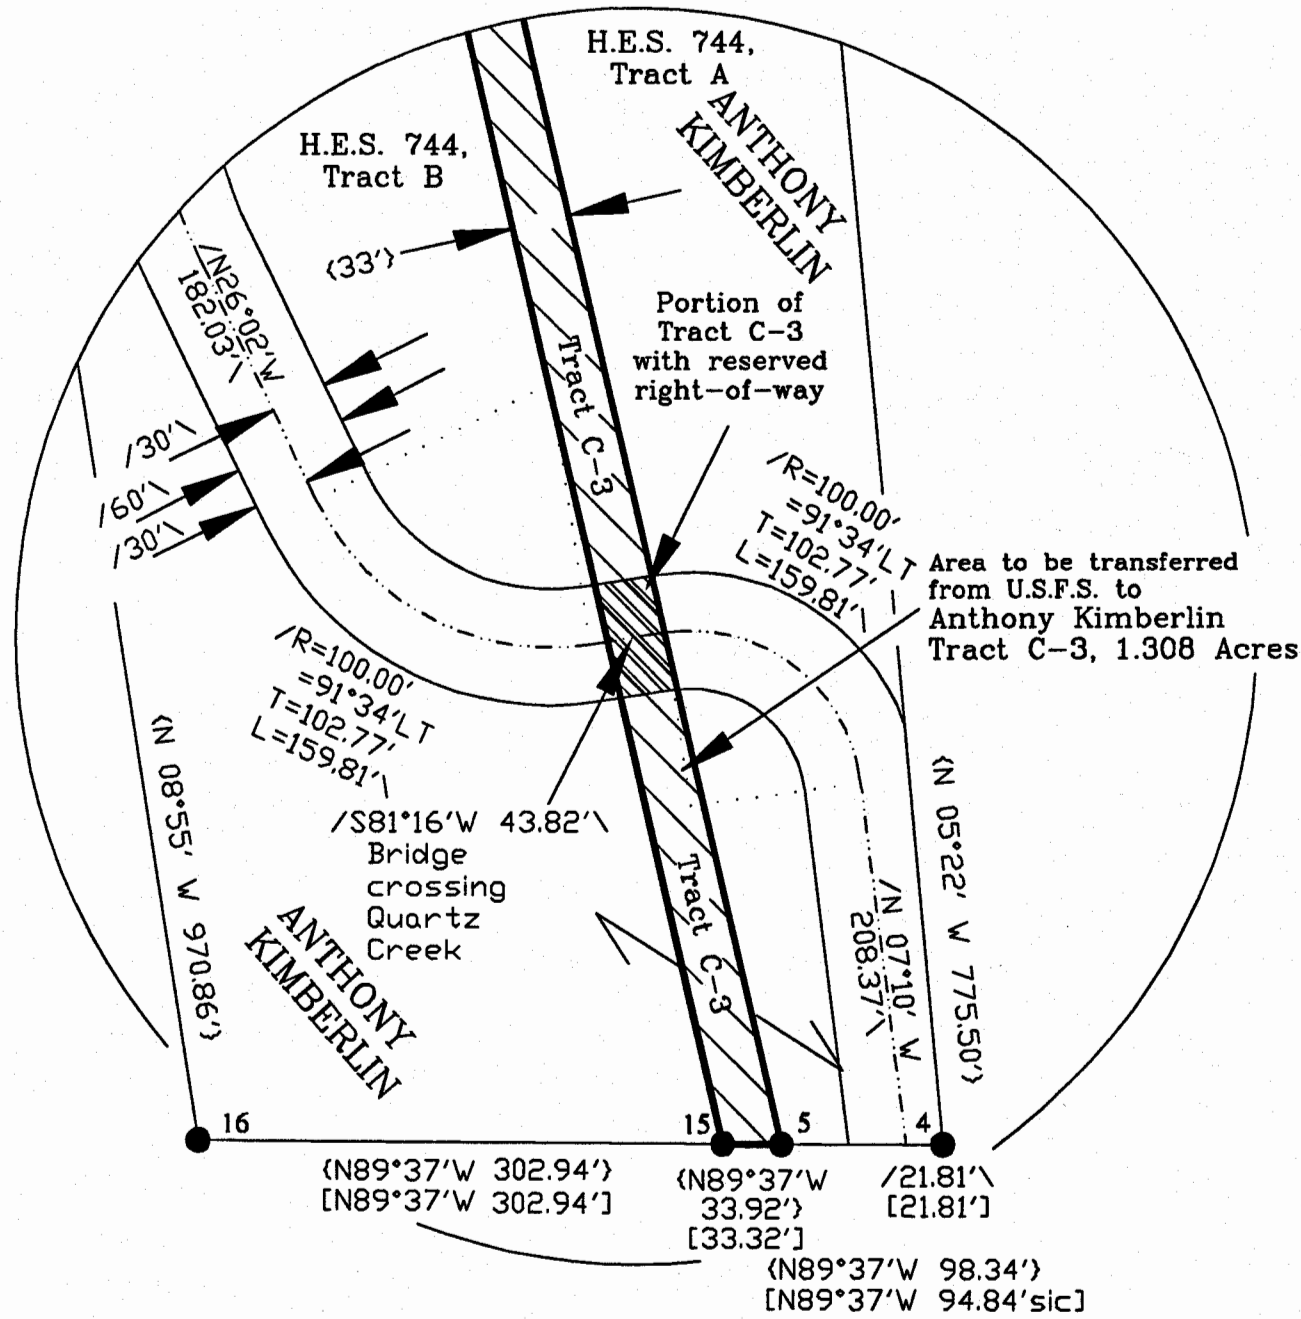 H.E.S. 744,
Tract A
ANTHONY
KIMBERLIN
H.E.S. 744,
Tract B
{33'}
/N26°02'W
182.03'\
Portion of
Tract C-3
with reserved
right-of-way
Tract C-3
/30'\
/60'\
/30'\
/R=100.00'
=91°34'LT
T=102.77'
L=159.81'\
Area to be transferred
from U.S.F.S. to
Anthony Kimberlin
Tract C-3, 1.308 Acres
/R=100.00'
=91°34'LT
T=102.77'
L=159.81'\
/S81°16'W 43.82'\
Bridge
crossing
Quartz
Creek
{N 08°55' W 970.86'}
{N 05°22' W 775.50'}
/N 07°10' W
208.37'\
Tract C-3
ANTHONY
KIMBERLIN
16
15
5
4
{N89°37'W 302.94'}
[N89°37'W 302.94']
{N89°37'W
33.92'}
[33.32']
/21.81'\
[21.81']
{N89°37'W 98.34'}
[N89°37'W 94.84'sic]